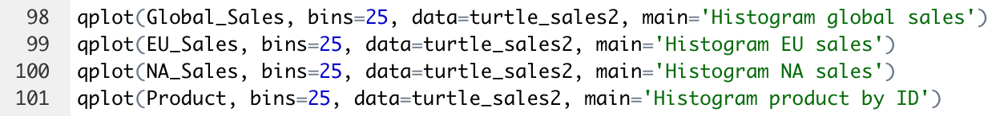 98 qplot(Global_Sales, bins=25, data=turtle_sales2, main='Histogram global sales')
99 qplot(EU_Sales, bins=25, data=turtle_sales2, main='Histogram EU sales')
100 qplot(NA_Sales, bins=25, data=turtle_sales2, main='Histogram NA sales')
101 qplot(Product, bins=25, data=turtle_sales2, main='Histogram product by ID')